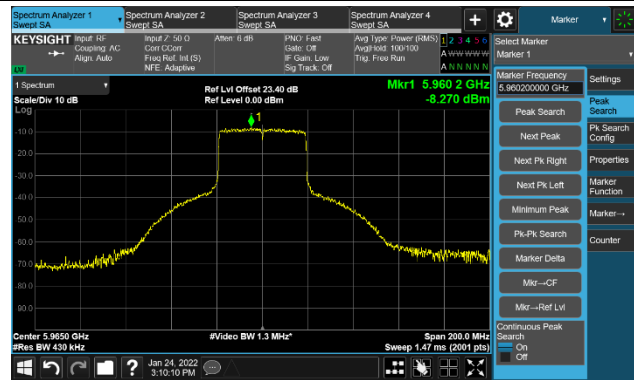 Spectrum Analyzer 1
Swept SA
Spectrum Analyzer 2
Swept SA
Spectrum Analyzer 3
Swept SA
Spectrum Analyzer 4
Swept SA
+
Marker
KEYSIGHT
Input: RF
Coupling: AC
Align: Auto
Input Z: 50 Ω
Corr CCorr
Freq Ref: Int (S)
NFE: Adaptive
Atten: 6 dB
PNO: Fast
Gate: Off
IF Gain: Low
Sig Track: Off
Avg Type: Power (RMS)
Avg|Hold: 100/100
Trig: Free Run
1 2 3 4 5 6
A W W W W W
A N N N N N
LW
Select Marker
Marker 1
1 Spectrum
Scale/Div 10 dB
Log
Ref Lvl Offset 23.40 dB
Ref Level 0.00 dBm
Mkr1 5.960 2 GHz
-8.270 dBm
1
-10.0
-20.0
-30.0
-40.0
-50.0
-60.0
-70.0
-80.0
-90.0
Center 5.9650 GHz
#Res BW 430 kHz
#Video BW 1.3 MHz*
Span 200.0 MHz
Sweep 1.47 ms (2001 pts)
Marker Frequency
5.960200000 GHz
Peak Search
Next Peak
Next Pk Right
Next Pk Left
Minimum Peak
Pk-Pk Search
Marker Delta
Mkr→CF
Mkr→Ref Lvl
Continuous Peak
Search
On
Off
Settings
Peak
Search
Pk Search
Config
Properties
Marker
Function
Marker→
Counter
?
Jan 24, 2022
3:10:10 PM